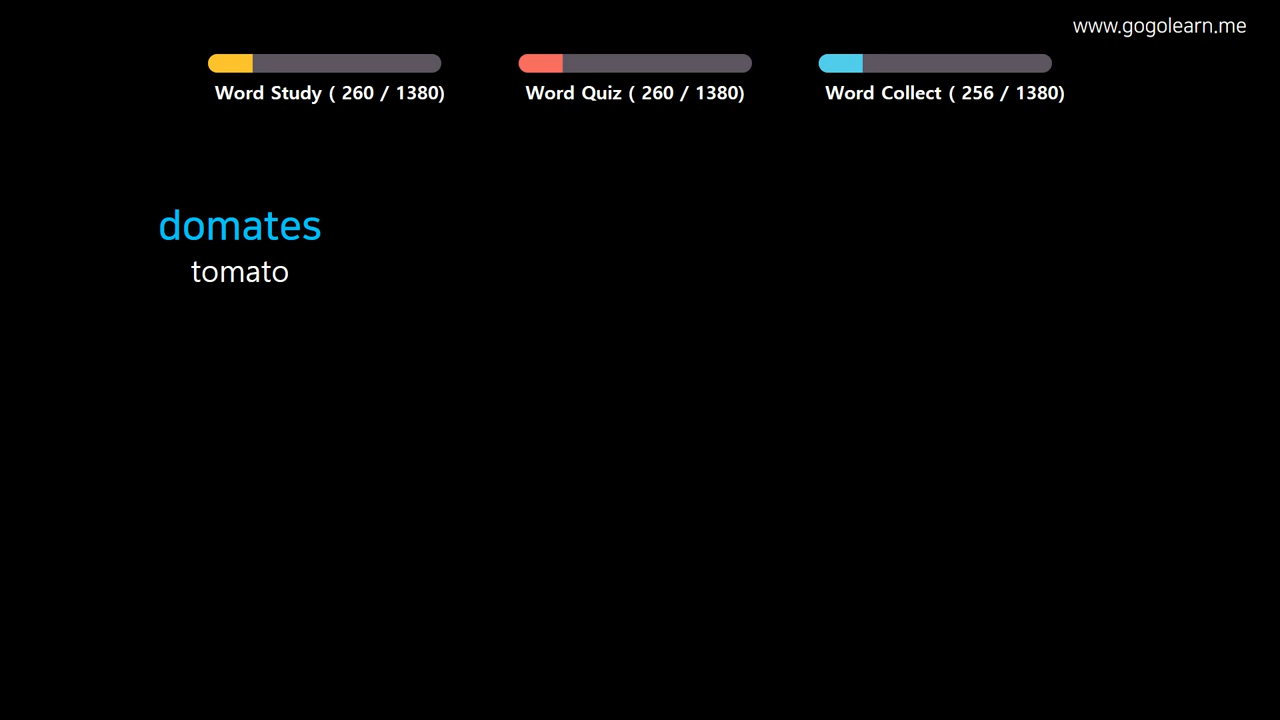 www.gogolearn.me
Word Study ( 260 / 1380)
Word Quiz ( 260 / 1380)
Word Collect ( 256 / 1380)
domates
tomato